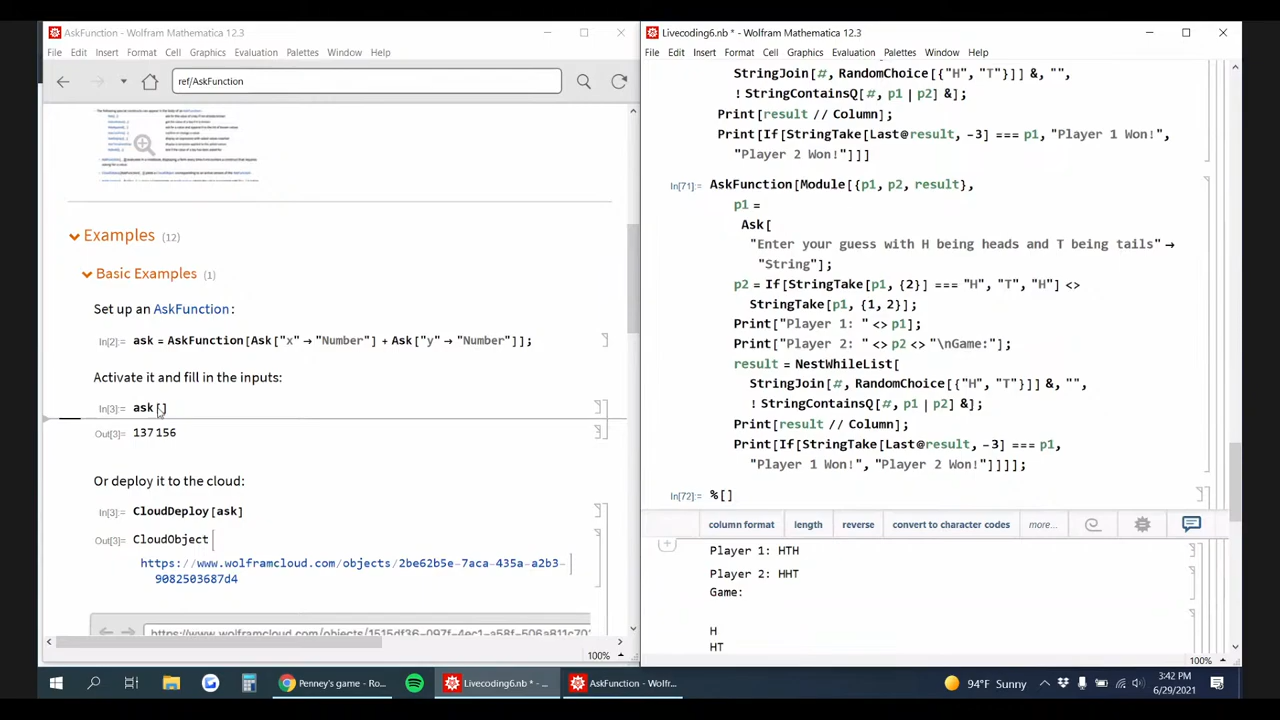 AskFunction - Wolfram Mathematica 12.3
File Edit Insert Format Cell Graphics Evaluation Palettes Window Help
ref/AskFunction
Examples (12)
Basic Examples (1)
Set up an AskFunction:
In[2]:= ask = AskFunction[Ask["x" → "Number"] + Ask["y" → "Number"]];
Activate it and fill in the inputs:
In[3]:= ask[]
Out[3]= 137156
Or deploy it to the cloud:
In[3]:= CloudDeploy[ask]
Out[3]= CloudObject
https://www.wolframcloud.com/objects/2be62b5e-7aca-435a-a2b3-
9082503687d4
100%
Livecoding6.nb * - Wolfram Mathematica 12.3
File Edit Insert Format Cell Graphics Evaluation Palettes Window Help
StringJoin[#, RandomChoice[{"H", "T"}]] &, "",
! StringContainsQ[#, p1 | p2] &];
Print[result // Column];
Print[If[StringTake[Last@result, -3] === p1, "Player 1 Won!",
"Player 2 Won!"]]]
In[71]:= AskFunction[Module[{p1, p2, result},
p1 =
Ask[
"Enter your guess with H being heads and T being tails" →
"String"];
p2 = If[StringTake[p1, {2}] === "H", "T", "H"] <>
StringTake[p1, {1, 2}];
Print["Player 1: " <> p1];
Print["Player 2: " <> p2 <> "\nGame:"];
result = NestWhileList[
StringJoin[#, RandomChoice[{"H", "T"}]] &, "",
! StringContainsQ[#, p1 | p2] &];
Print[result // Column];
Print[If[StringTake[Last@result, -3] === p1,
"Player 1 Won!", "Player 2 Won!"]]]];
In[72]:= %[]
column format length reverse convert to character codes more...
Player 1: HTH
Player 2: HHT
Game:
H
HT
100%
Penney's game - Ro...
Livecoding6.nb * - ...
AskFunction - Wolfr...
94°F Sunny
3:42 PM
6/29/2021